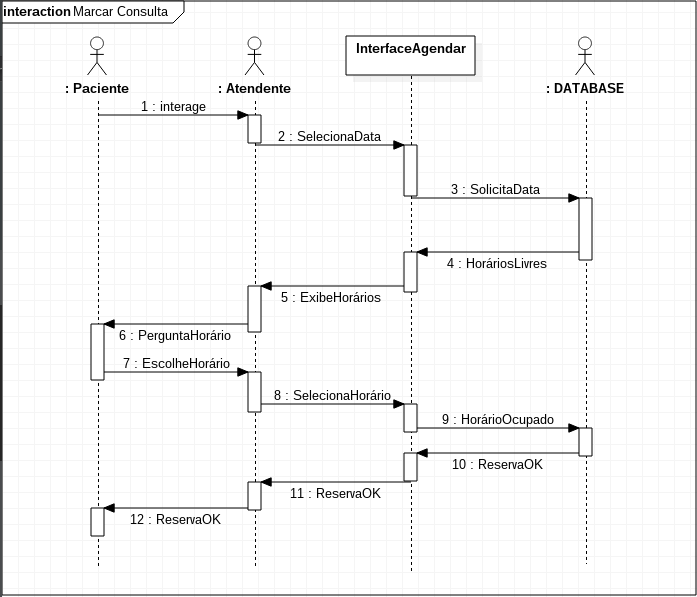 interaction Marcar Consulta
: Paciente
: Atendente
InterfaceAgendar
: DATABASE
1 : interage
2 : SelecionaData
3 : SolicitaData
4 : HoráriosLivres
5 : ExibeHorários
6 : PerguntaHorário
7 : EscolheHorário
8 : SelecionaHorário
9 : HorárioOcupado
10 : ReservaOK
11 : ReservaOK
12 : ReservaOK